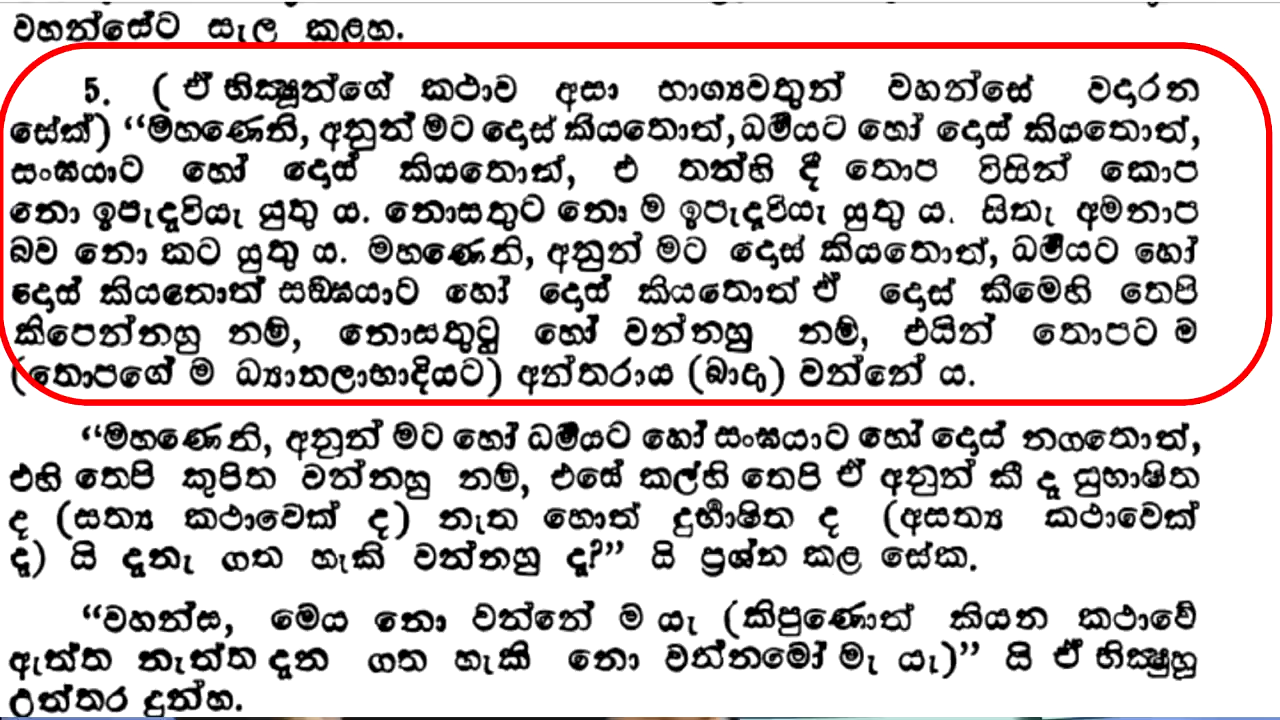 වහන්සේට සැල කළහ.
5. ( ඒ භික්ෂූන්ගේ කථාව අසා භාග්‍යවතුන් වහන්සේ වදාරන
සේක්) “මහණෙනි, අනුන් මට දොස් කියතොත්, ධර්මයට හෝ දොස් කියතොත්,
සංඝයාට හෝ දොස් කියතොත්, එ තන්හි දී තොප විසින් කොප
නො ඉපැදැවියැ යුතු ය. නොසතුට නො ම ඉපැදැවියැ යුතු ය. සිතැ අමනාප
බව නො කට යුතු ය. මහණෙනි, අනුන් මට දොස් කියතොත්, ධර්මයට හෝ
දොස් කියතොත් සඞ්ඝයාට හෝ දොස් කියතොත් ඒ දොස් කීමෙහි තෙපි
කිපෙන්නහු නම්, නොසතුටු හෝ වන්නහු නම්, එයින් තොපට ම
(තොපගේ ම ධ්‍යානලාභාදියට) අන්තරාය (බාධා) වන්නේ ය.
“මහණෙනි, අනුන් මට හෝ ධර්මයට හෝ සංඝයාට හෝ දොස් නගතොත්,
එහි තෙපි කුපිත වන්නහු නම්, එසේ කල්හි තෙපි ඒ අනුන් කී දෑ සුභාෂිත
ද (සත්‍ය කථාවෙක් ද) නැත හොත් දුර්භාෂිත ද (අසත්‍ය කථාවෙක්
ද) යි දැනැ ගත හැකි වන්නහු ද?” යි ප්‍රශ්න කළ සේක.
“වහන්ස, මෙය නො වන්නේ ම යැ (කිපුණොත් කියන කථාවේ
ඇත්ත නැත්ත දැන ගත හැකි නො වන්නමෝ මැ යැ)” යි ඒ භික්ෂුහු
උත්තර දුන්හ.